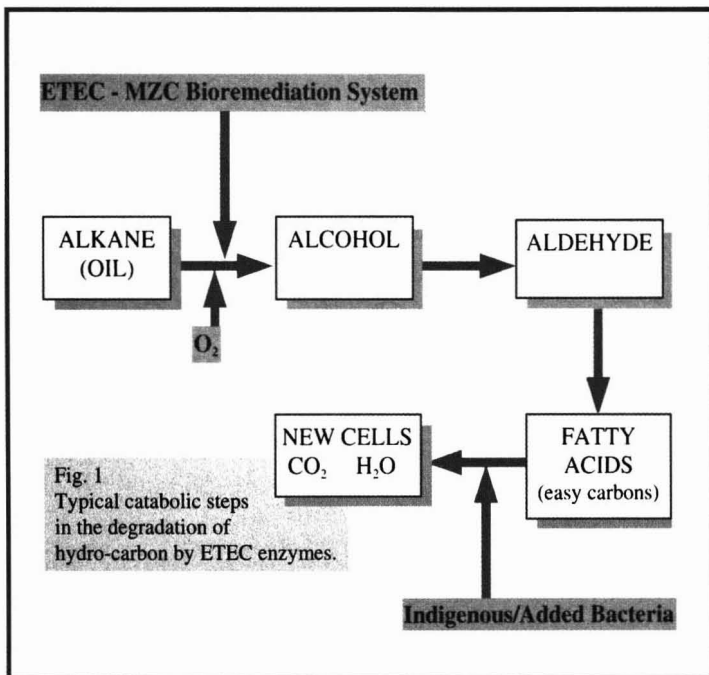 ETEC - MZC Bioremediation System
ALKANE
(OIL)
ALCOHOL
ALDEHYDE
O₂
NEW CELLS
CO₂ H₂O
FATTY
ACIDS
(easy carbons)
Fig. 1
Typical catabolic steps
in the degradation of
hydro-carbon by ETEC enzymes.
Indigenous/Added Bacteria